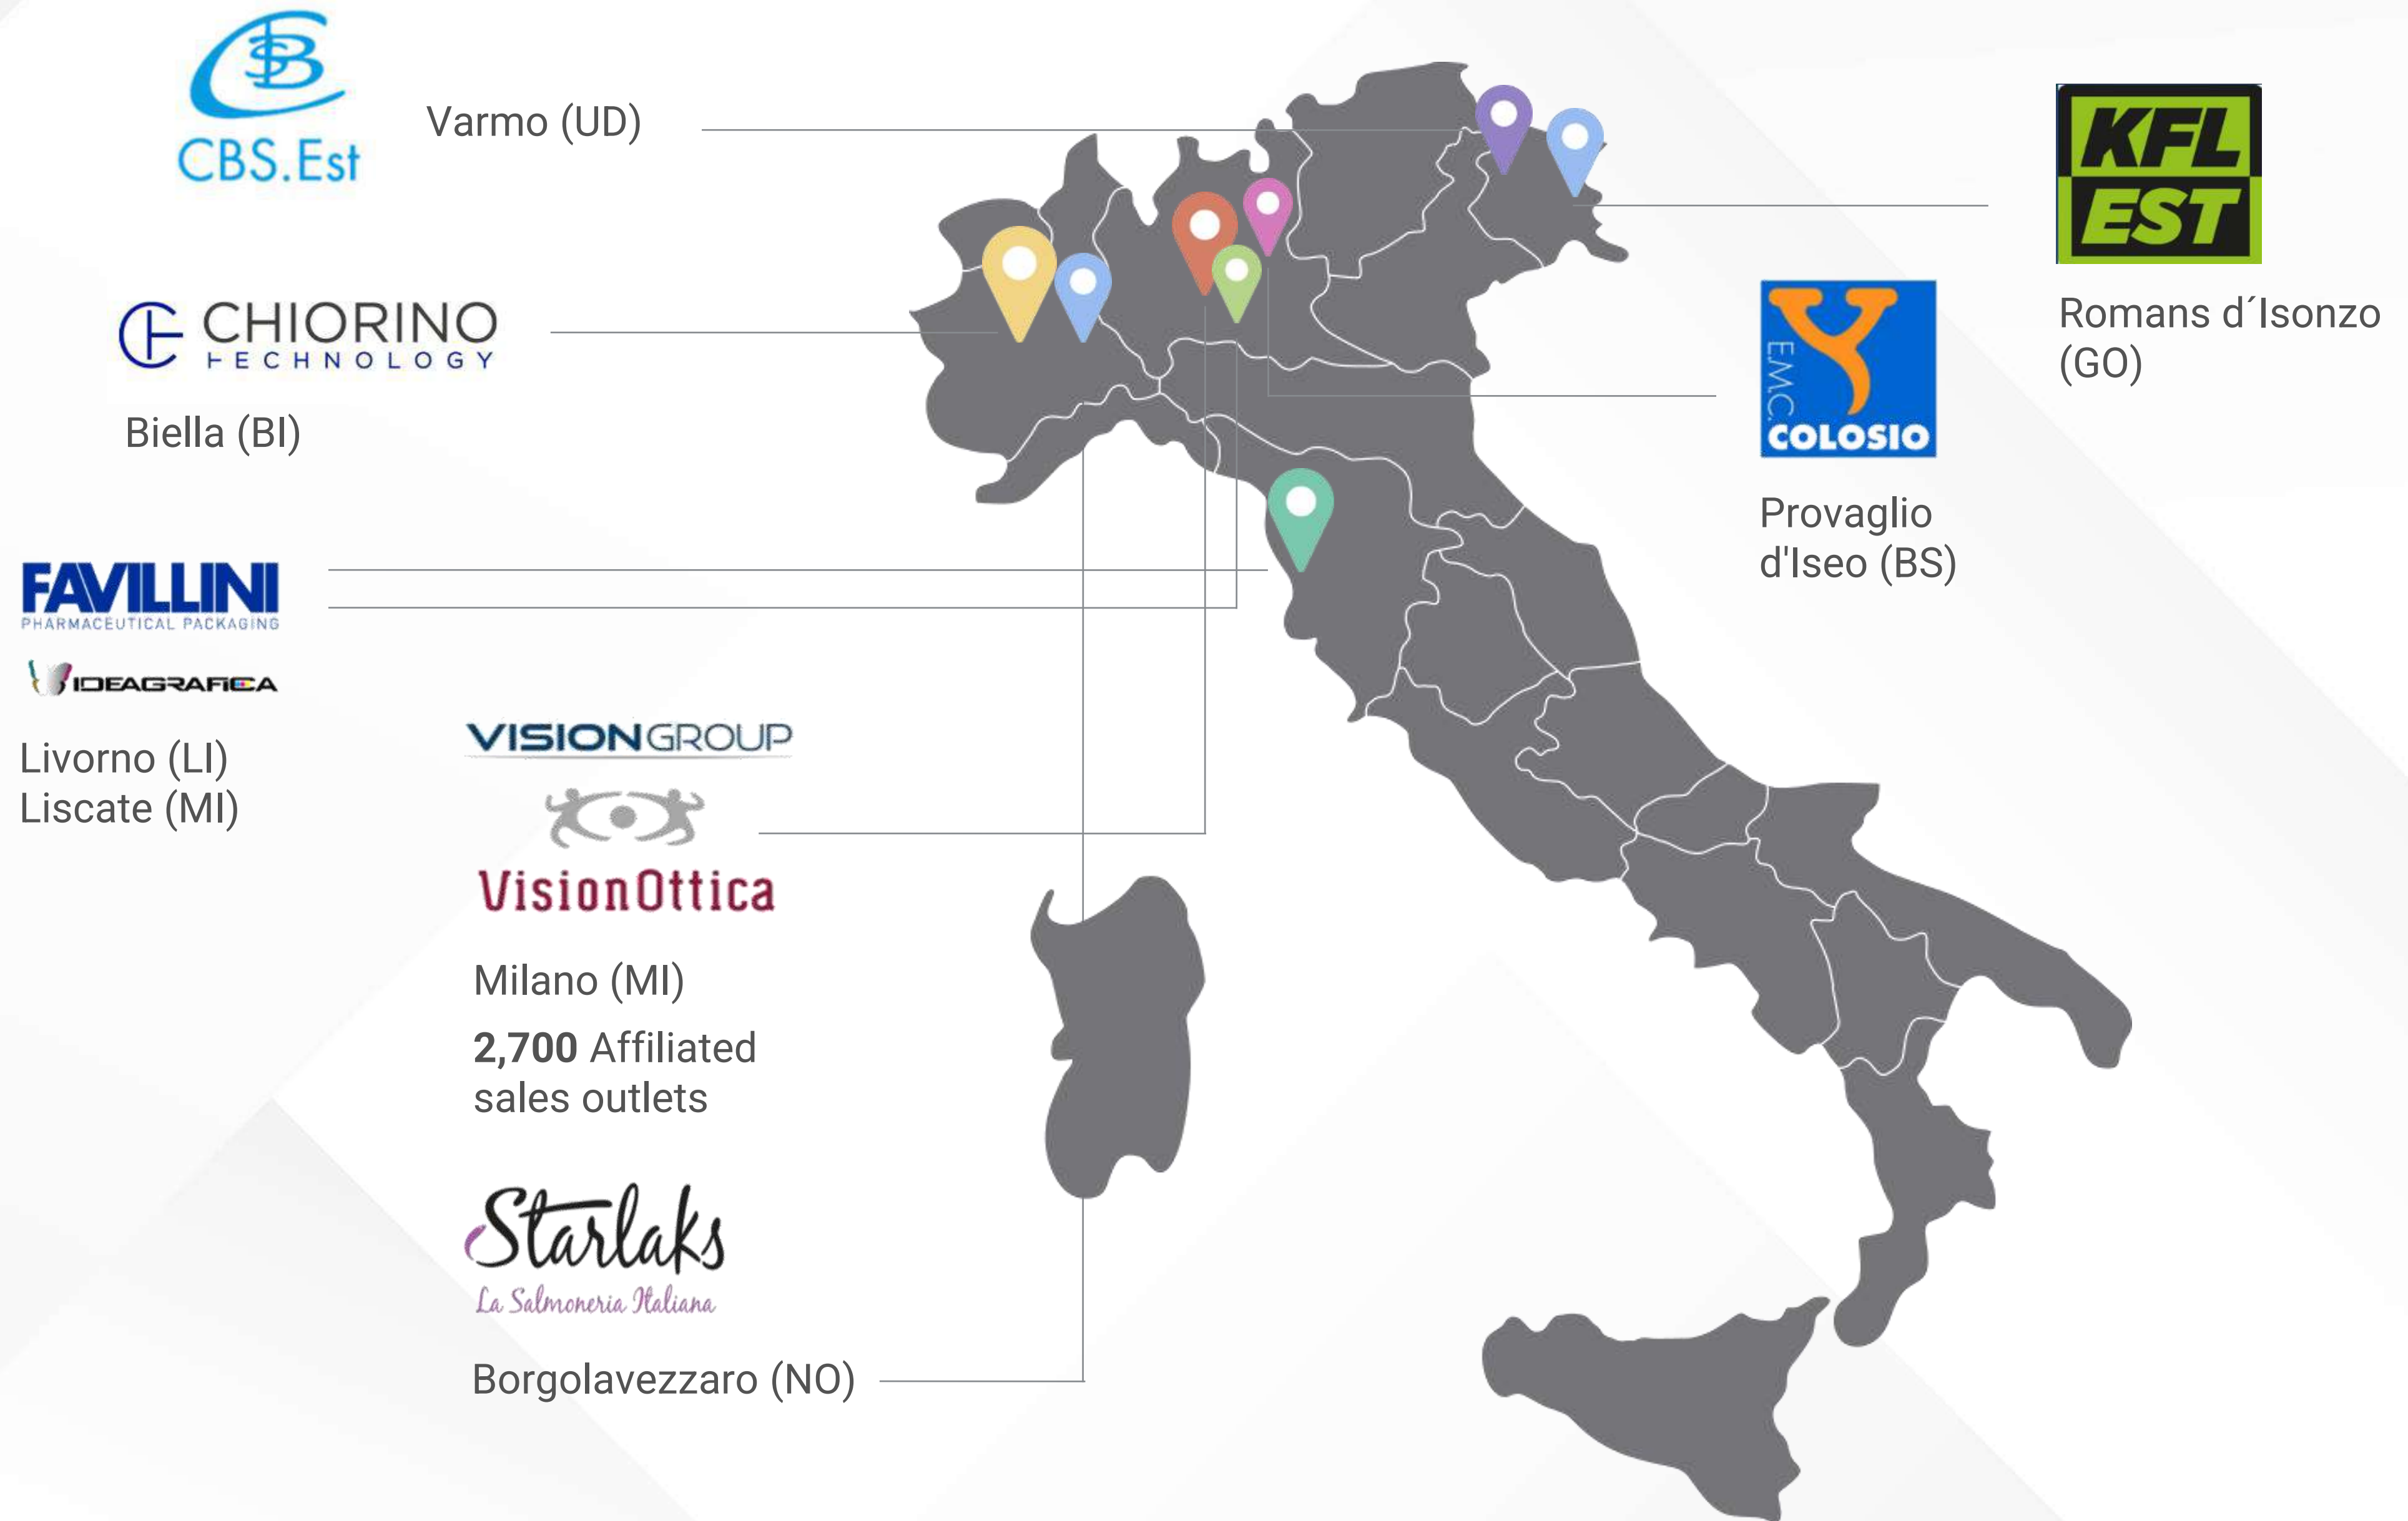 CBS
CBS.Est
Varmo (UD)
KFL
EST
Romans d´Isonzo
(GO)
CHIORINO
TECHNOLOGY
Biella (BI)
E.M.C.
COLOSIO
Provaglio
d'Iseo (BS)
FAVILLINI
PHARMACEUTICAL PACKAGING
IDEAGRAFICA
Livorno (LI)
Liscate (MI)
VISIONGROUP
VisionOttica
Milano (MI)
2,700 Affiliated
sales outlets
Starlaks
La Salmoneria Italiana
Borgolavezzaro (NO)